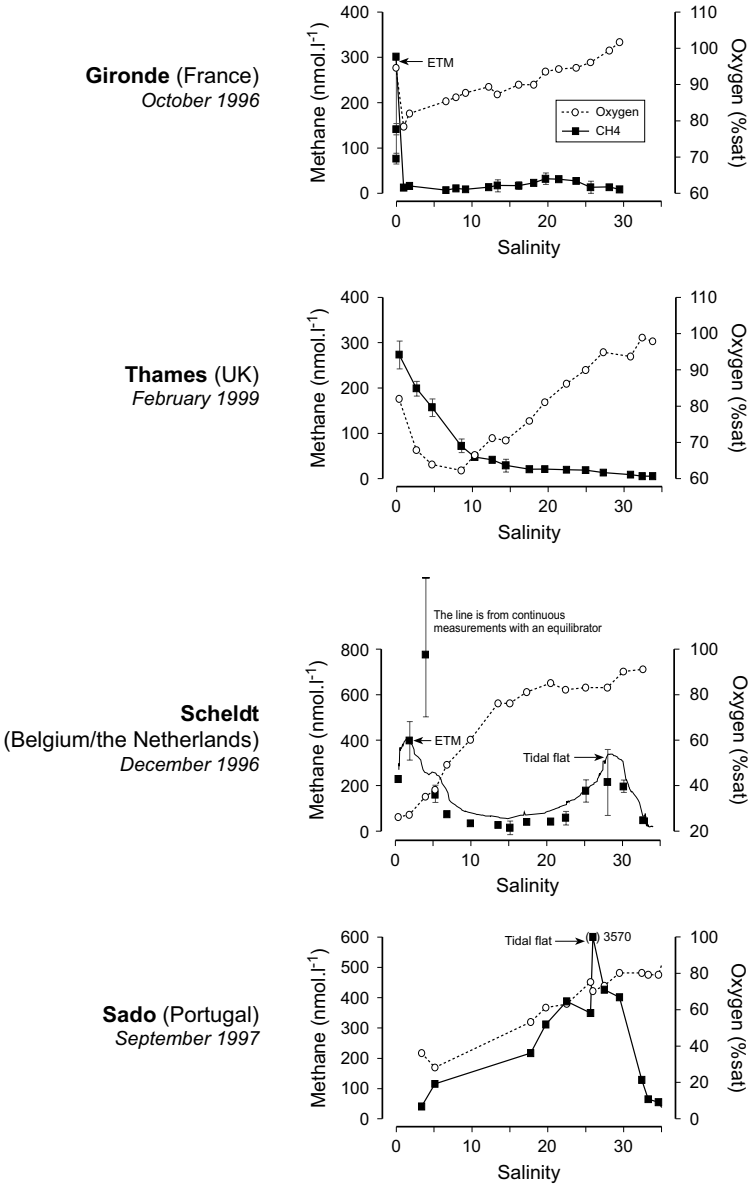 Gironde (France)
October 1996
Methane (nmol.l-1)
400
300
200
100
0
ETM
Oxygen
CH4
110
100
90
80
70
60
Oxygen (%sat)
0 10 20 30
Salinity
Thames (UK)
February 1999
Methane (nmol.l-1)
400
300
200
100
0
110
100
90
80
70
60
Oxygen (%sat)
0 10 20 30
Salinity
Scheldt
(Belgium/the Netherlands)
December 1996
Methane (nmol.l-1)
800
600
400
200
0
The line is from continuous
measurements with an equilibrator
ETM
Tidal flat
100
80
60
40
20
Oxygen (%sat)
0 10 20 30
Salinity
Sado (Portugal)
September 1997
Methane (nmol.l-1)
600
500
400
300
200
100
0
Tidal flat
( ) 3570
100
80
60
40
20
0
Oxygen (%sat)
0 10 20 30
Salinity